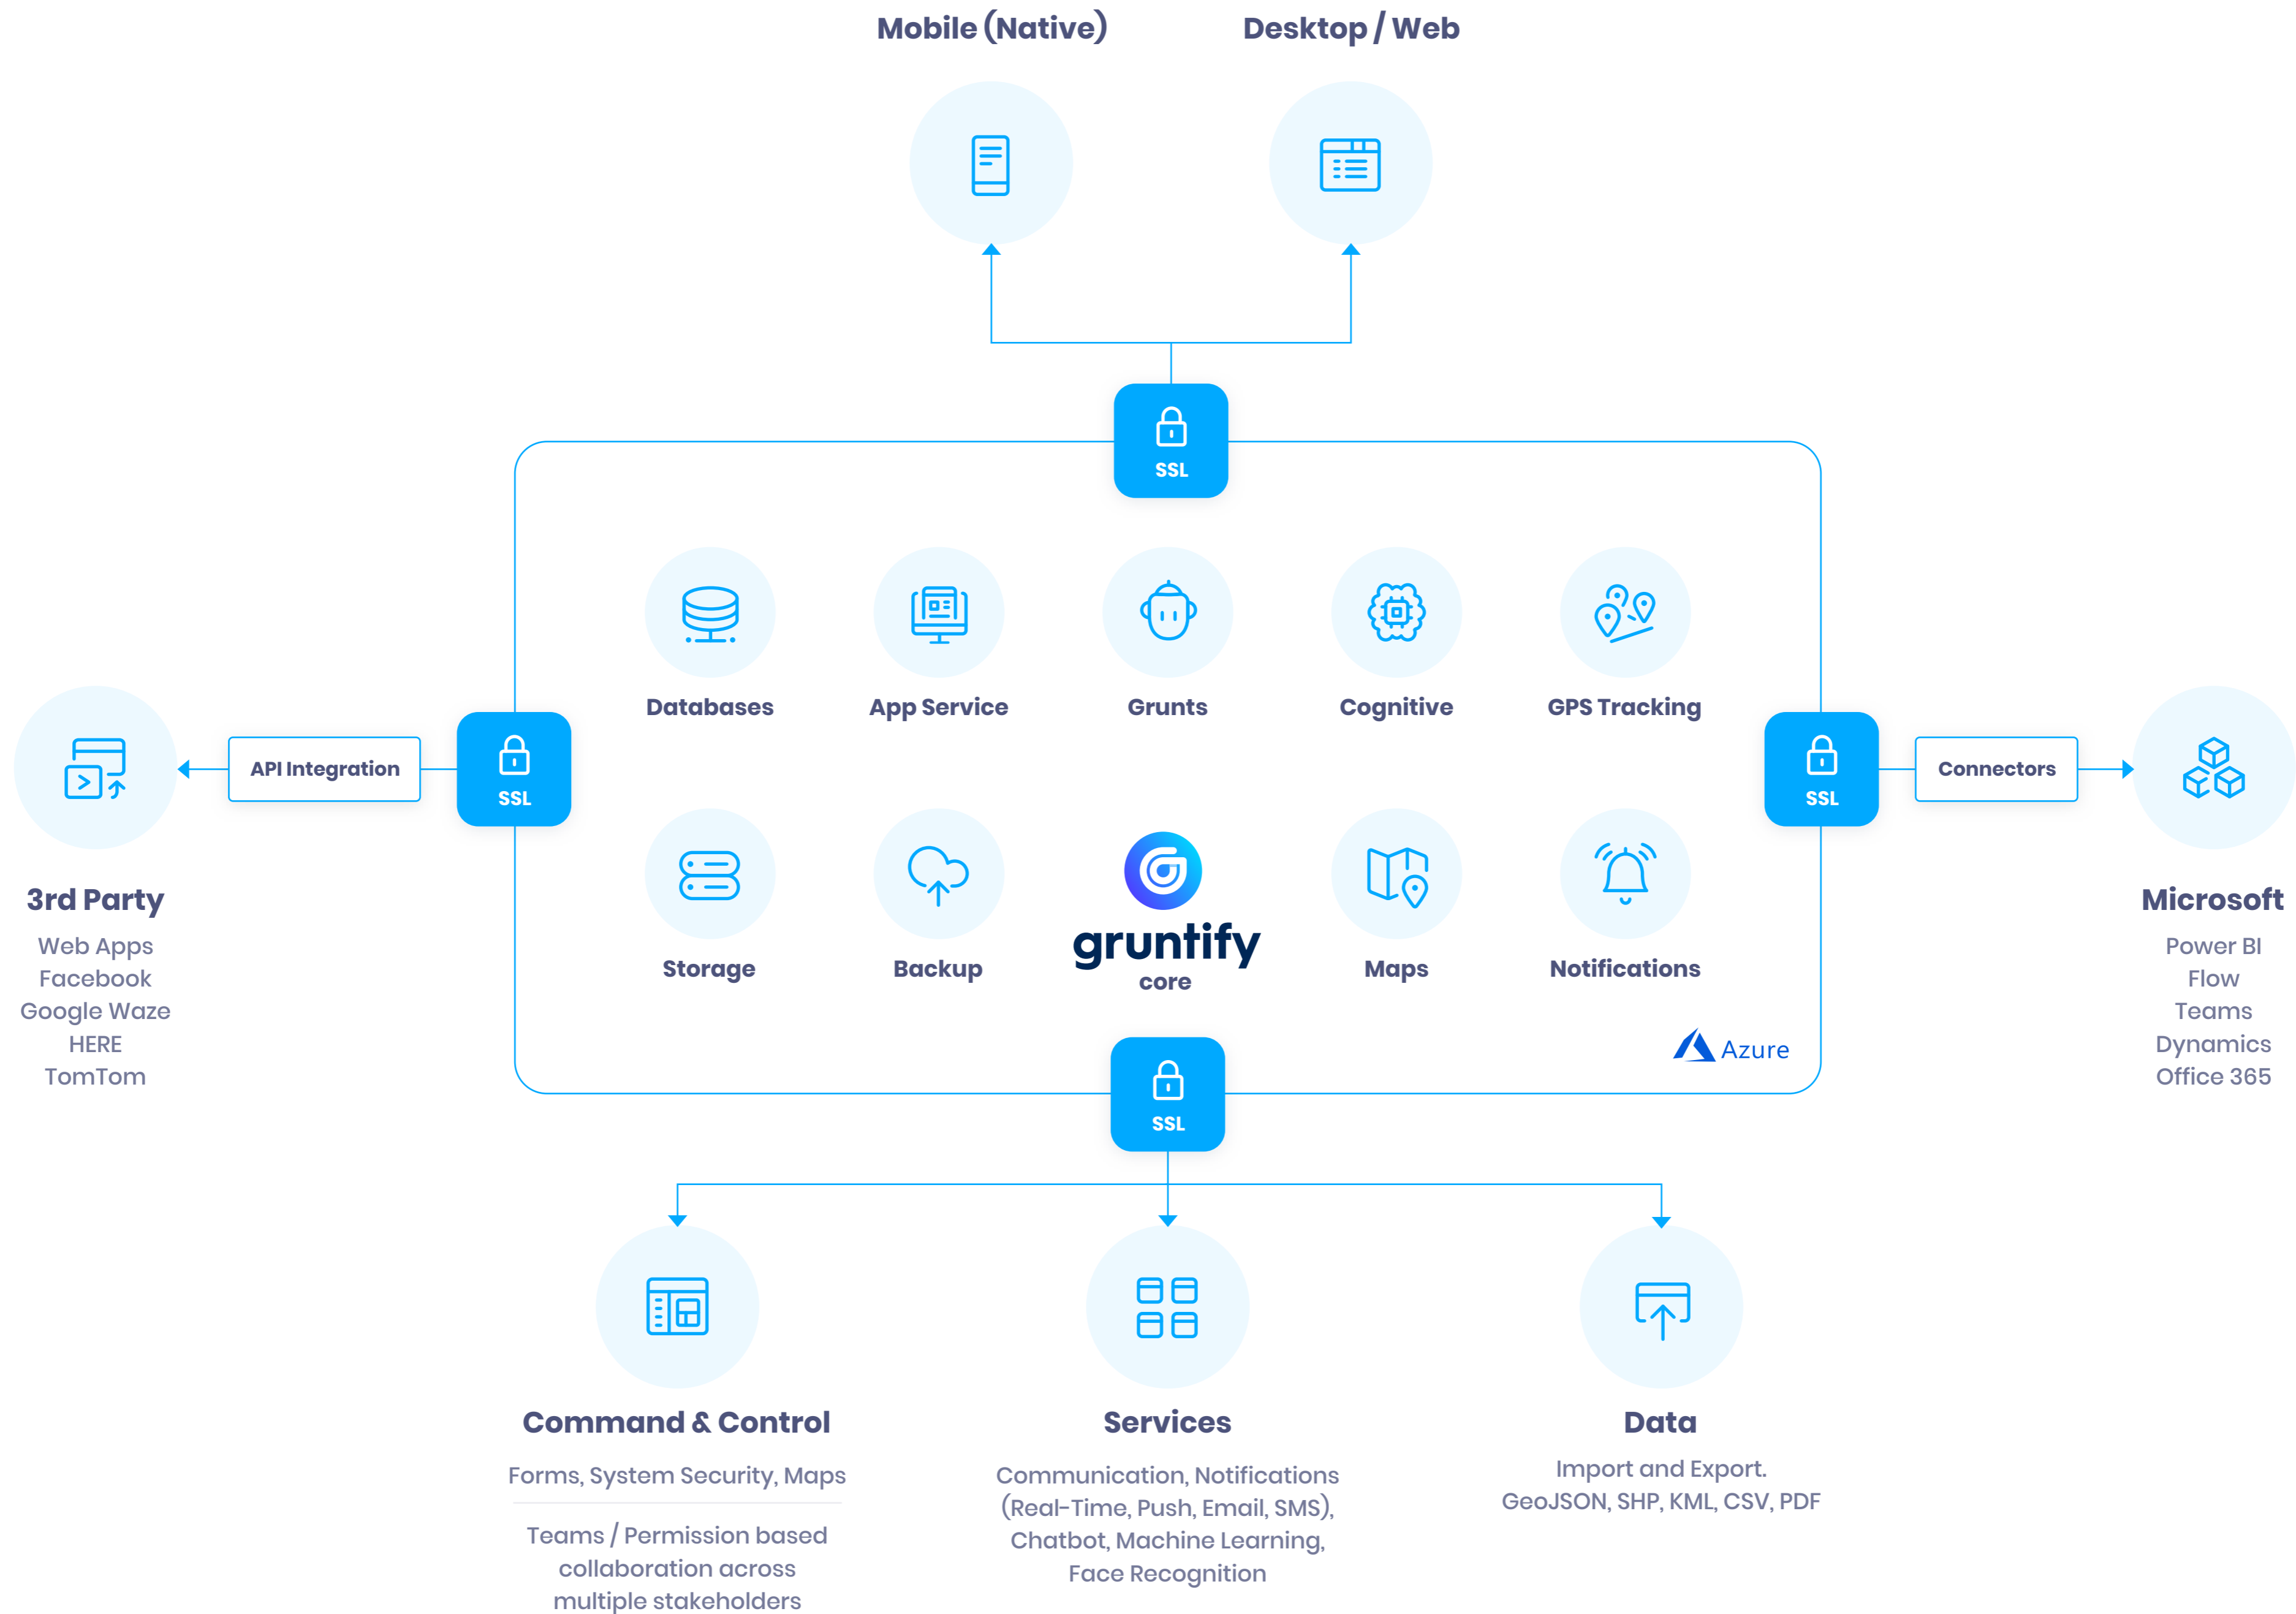 Mobile (Native)
Desktop / Web
SSL
Databases
App Service
Grunts
Cognitive
GPS Tracking
API Integration
SSL
SSL
Connectors
3rd Party
Web Apps
Facebook
Google Waze
HERE
TomTom
Storage
Backup
gruntify
core
Maps
Notifications
Microsoft
Power BI
Flow
Teams
Dynamics
Office 365
Azure
SSL
Command & Control
Forms, System Security, Maps
Teams / Permission based
collaboration across
multiple stakeholders
Services
Communication, Notifications
(Real-Time, Push, Email, SMS),
Chatbot, Machine Learning,
Face Recognition
Data
Import and Export.
GeoJSON, SHP, KML, CSV, PDF